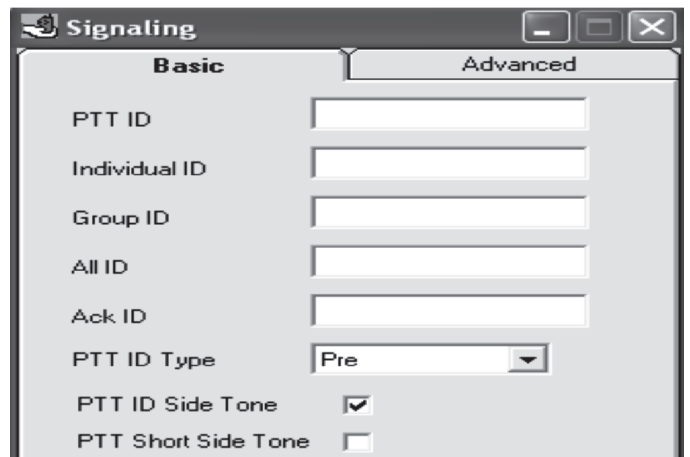 Signaling
Basic Advanced
PTT ID
Individual ID
Group ID
All ID
Ack ID
PTT ID Type Pre
PTT ID Side Tone
PTT Short Side Tone